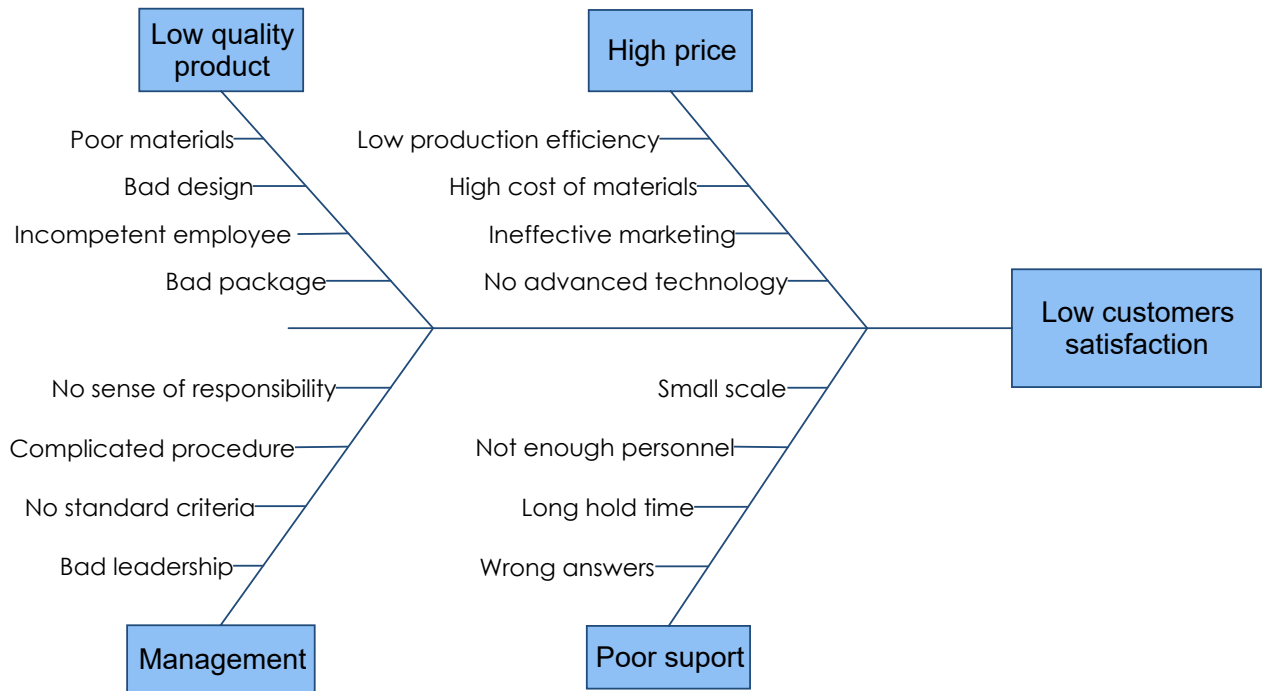 Low quality
product
High price
Poor materials
Bad design
Incompetent employee
Bad package
Low production efficiency
High cost of materials
Ineffective marketing
No advanced technology
Low customers
satisfaction
No sense of responsibility
Complicated procedure
No standard criteria
Bad leadership
Small scale
Not enough personnel
Long hold time
Wrong answers
Management
Poor suport